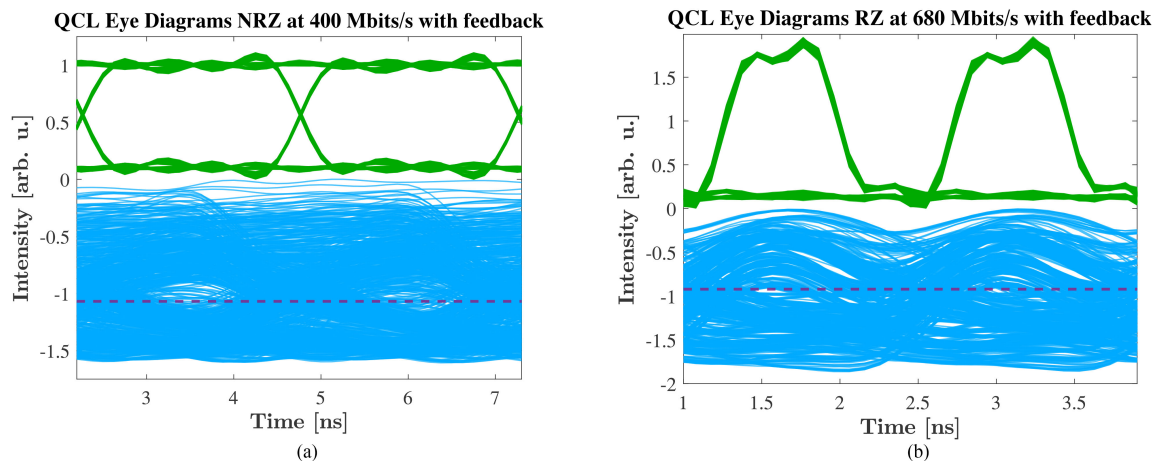 QCL Eye Diagrams NRZ at 400 Mbits/s with feedback
1
0.5
0
-0.5
-1
-1.5
Intensity [arb. u.]
3 4 5 6 7
Time [ns]
(a)
QCL Eye Diagrams RZ at 680 Mbits/s with feedback
1.5
1
0.5
0
-0.5
-1
-1.5
-2
Intensity [arb. u.]
1 1.5 2 2.5 3 3.5
Time [ns]
(b)